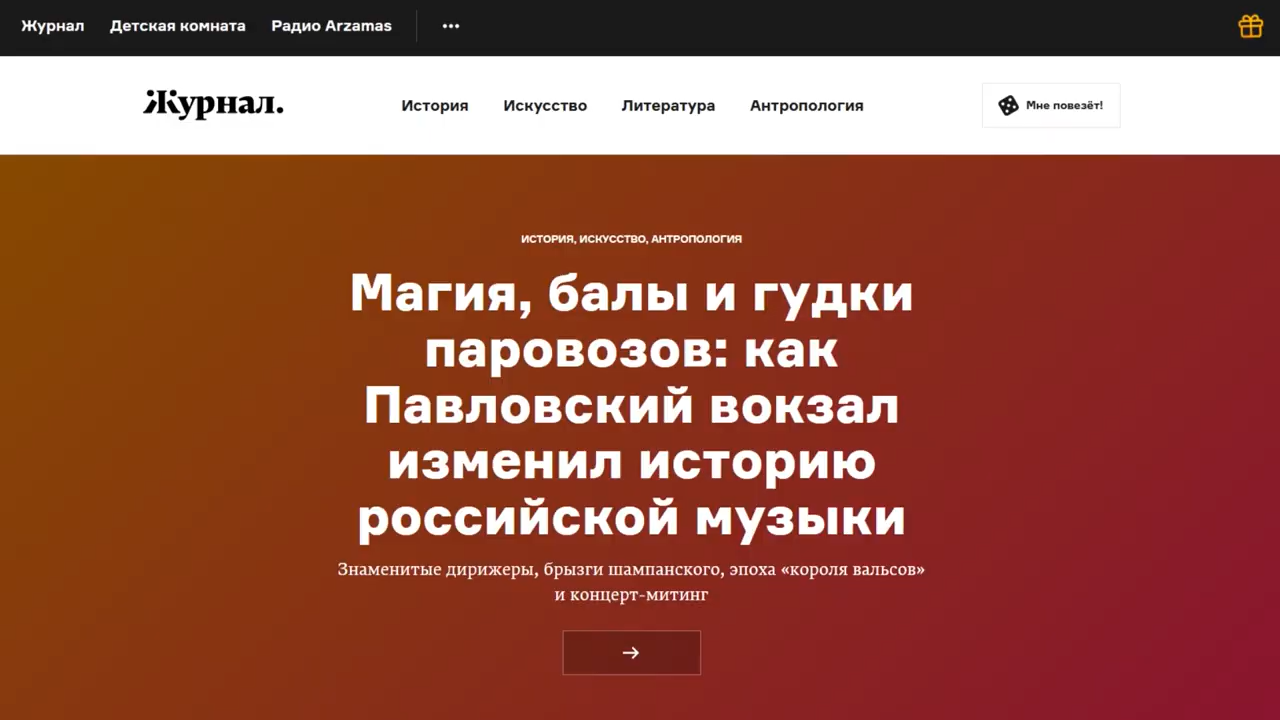 Журнал Детская комната Радио Arzamas •••
Журнал. История Искусство Литература Антропология Мне повезёт!
ИСТОРИЯ, ИСКУССТВО, АНТРОПОЛОГИЯ
Магия, балы и гудки
паровозов: как
Павловский вокзал
изменил историю
российской музыки
Знаменитые дирижеры, брызги шампанского, эпоха «короля вальсов»
и концерт-митинг